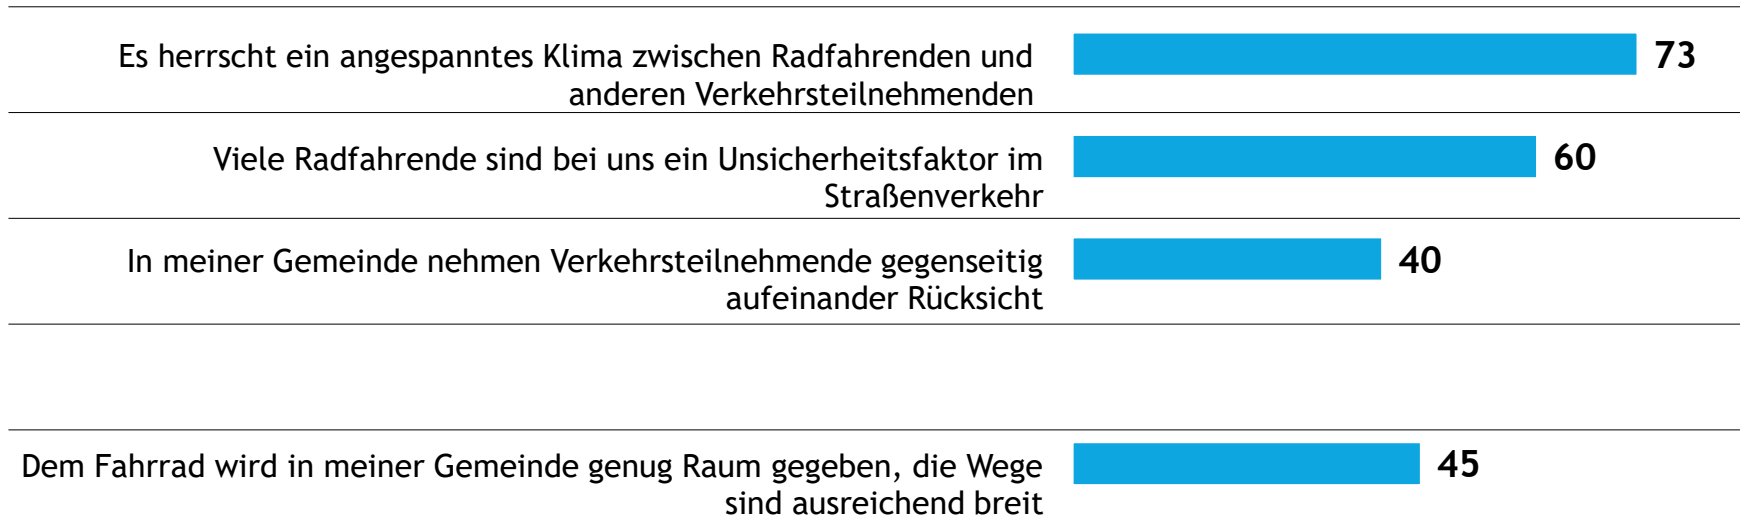 Es herrscht ein angespanntes Klima zwischen Radfahrenden und
anderen Verkehrsteilnehmenden
73
Viele Radfahrende sind bei uns ein Unsicherheitsfaktor im
Straßenverkehr
60
In meiner Gemeinde nehmen Verkehrsteilnehmende gegenseitig
aufeinander Rücksicht
40
Dem Fahrrad wird in meiner Gemeinde genug Raum gegeben, die Wege
sind ausreichend breit
45